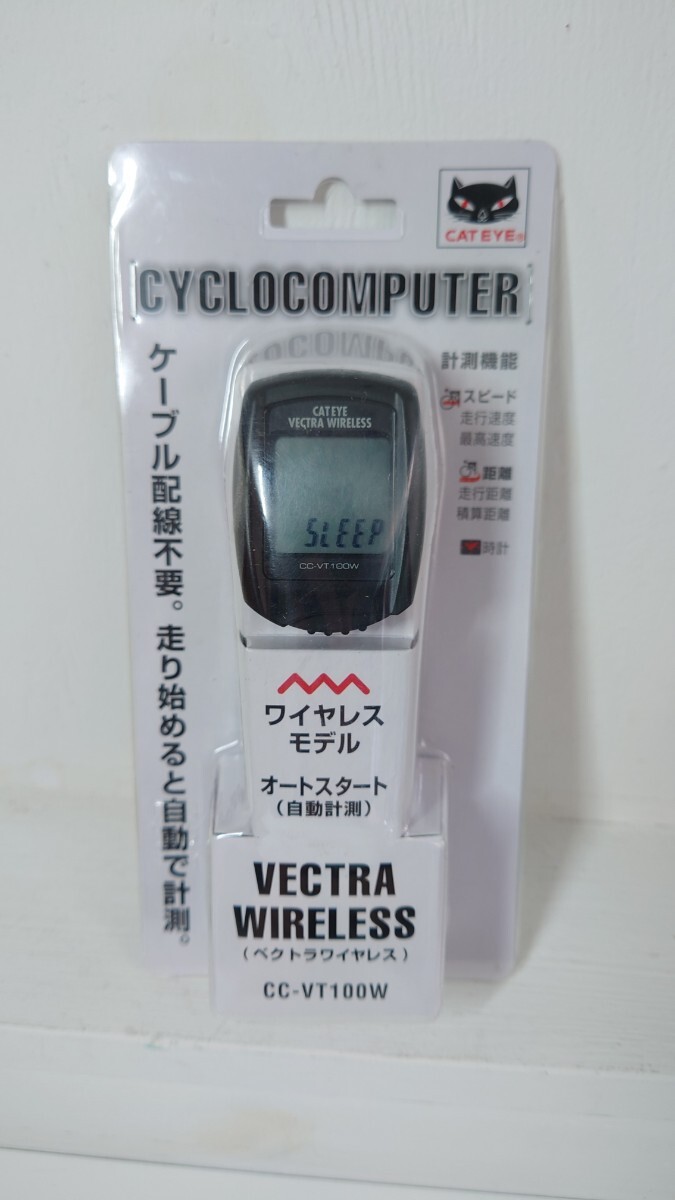 CATEYE®
CYCLOCOMPUTER
ケーブル配線不要。走り始めると自動で計測。
計測機能
スピード
走行速度
最高速度
距離
走行距離
積算距離
時計
CATEYE
VECTRA WIRELESS
SLEEP
CC-VT100W
ワイヤレス
モデル
オートスタート
(自動計測)
VECTRA
WIRELESS
(ベクトラワイヤレス)
CC-VT100W